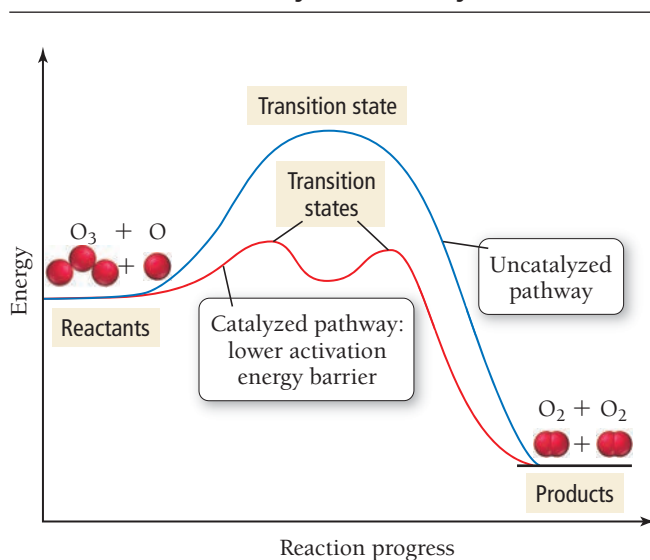 Transition state
Transition
states
O₃ + O
+
Energy
Reactants
Catalyzed pathway:
lower activation
energy barrier
Uncatalyzed
pathway
O₂ + O₂
+
Products
Reaction progress